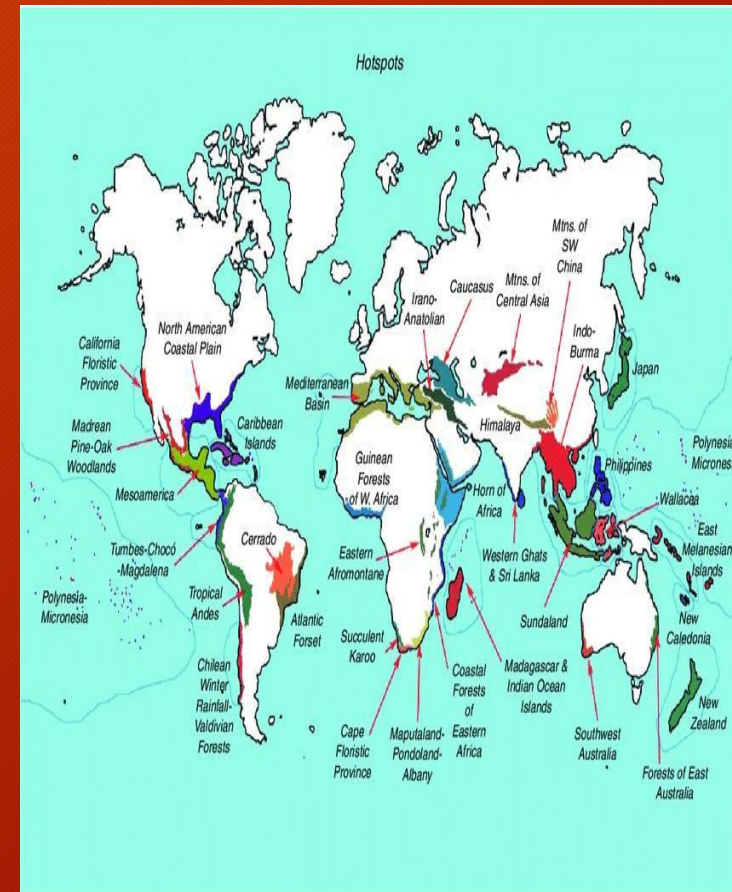 Hotspots
Mtns. of
SW
China
Caucasus
Mtns. of
Central Asia
Irano-
Anatolian
Indo-
Burma
North American
Coastal Plain
California
Floristic
Province
Mediterranean
Basin
Japan
Madrean
Pine-Oak
Woodlands
Caribbean
Islands
Himalaya
Polynesia
Microne
Guinean
Forests
of W. Africa
Philippines
Mesoamerica
Horn of
Africa
Wallacea
Tumbes-Chocó
-Magdalena
Cerrado
Eastern
Afromontane
Western Ghats
& Sri Lanka
East
Melanesian
Islands
Polynesia-
Micronesia
Tropical
Andes
Atlantic
Forset
Sundaland
New
Caledonia
Succulent
Karoo
Chilean
Winter
Rainfall-
Valdivian
Forests
Coastal
Forests
of
Eastern
Africa
Madagascar &
Indian Ocean
Islands
New
Zealand
Cape
Floristic
Province
Maputaland-
Pondoland-
Albany
Southwest
Australia
Forests of East
Australia